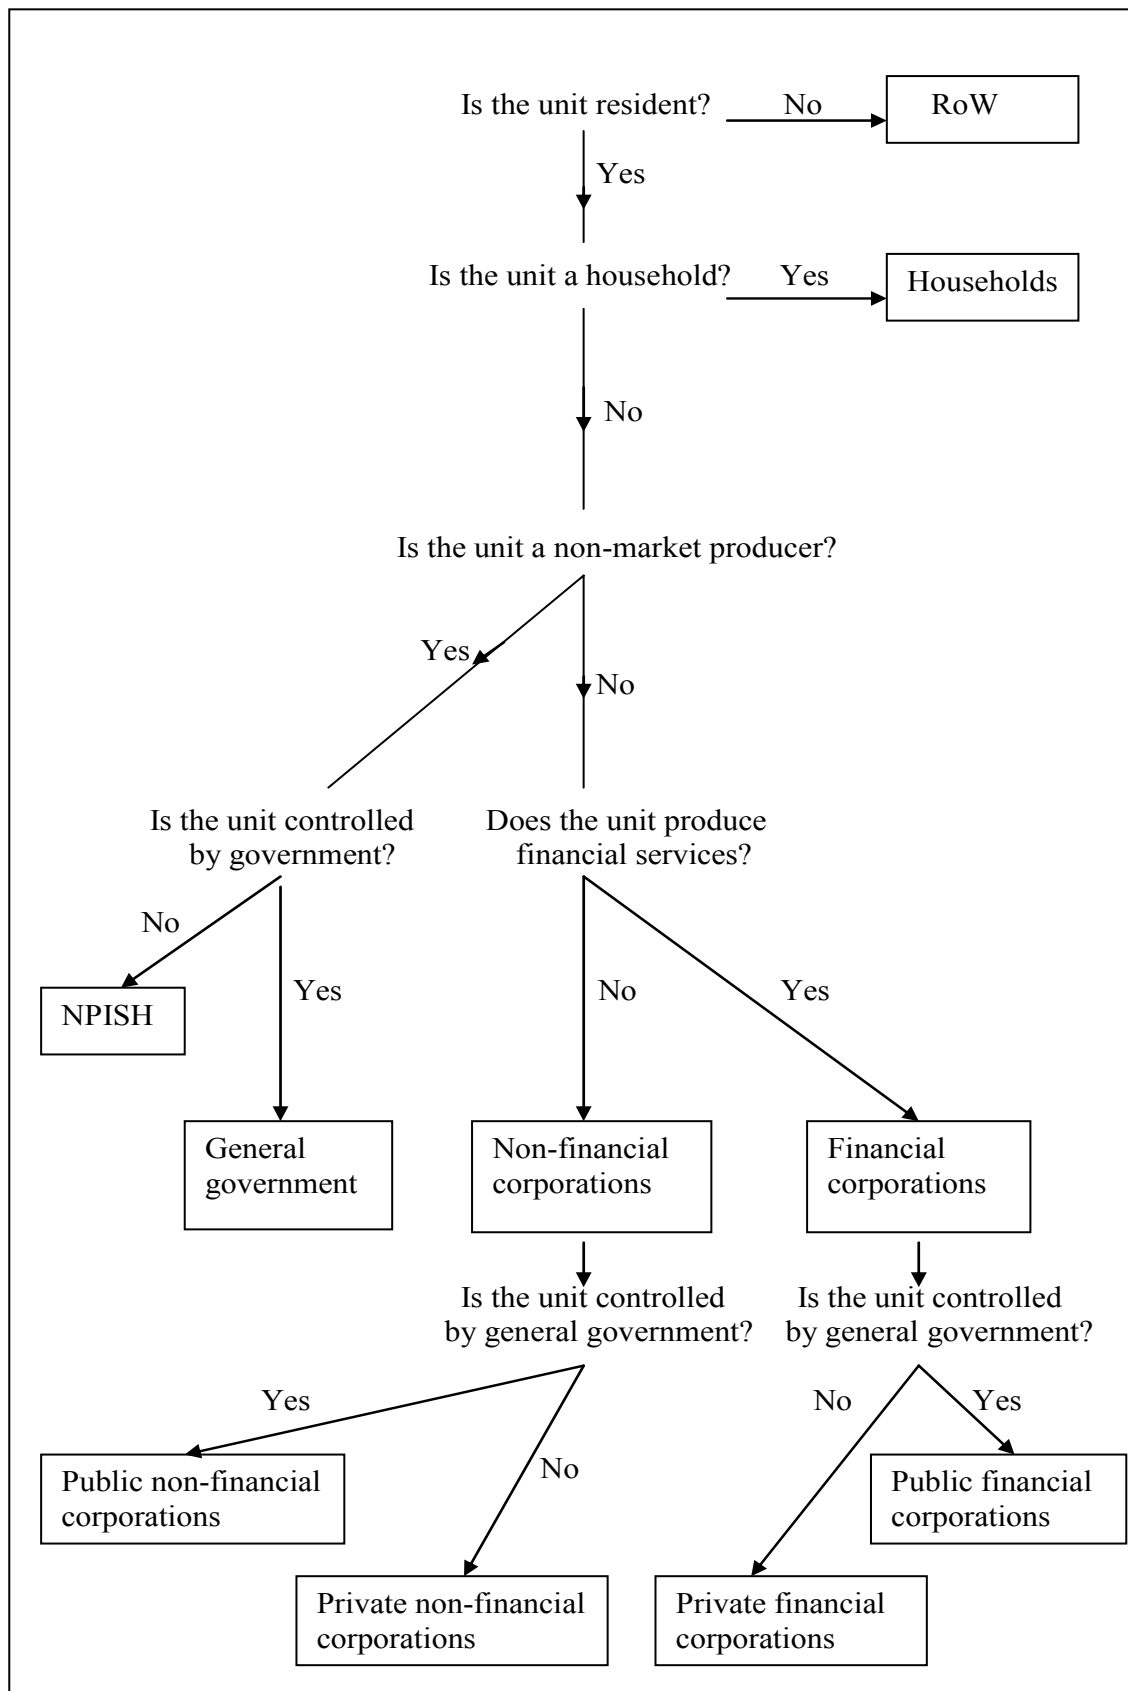 Is the unit resident?
No
RoW
Yes
Is the unit a household?
Yes
Households
No
Is the unit a non-market producer?
Yes
No
Is the unit controlled
by government?
Does the unit produce
financial services?
No
Yes
No
Yes
NPISH
General
government
Non-financial
corporations
Financial
corporations
Is the unit controlled
by general government?
Is the unit controlled
by general government?
Yes
No
No
Yes
Public non-financial
corporations
Public financial
corporations
Private non-financial
corporations
Private financial
corporations